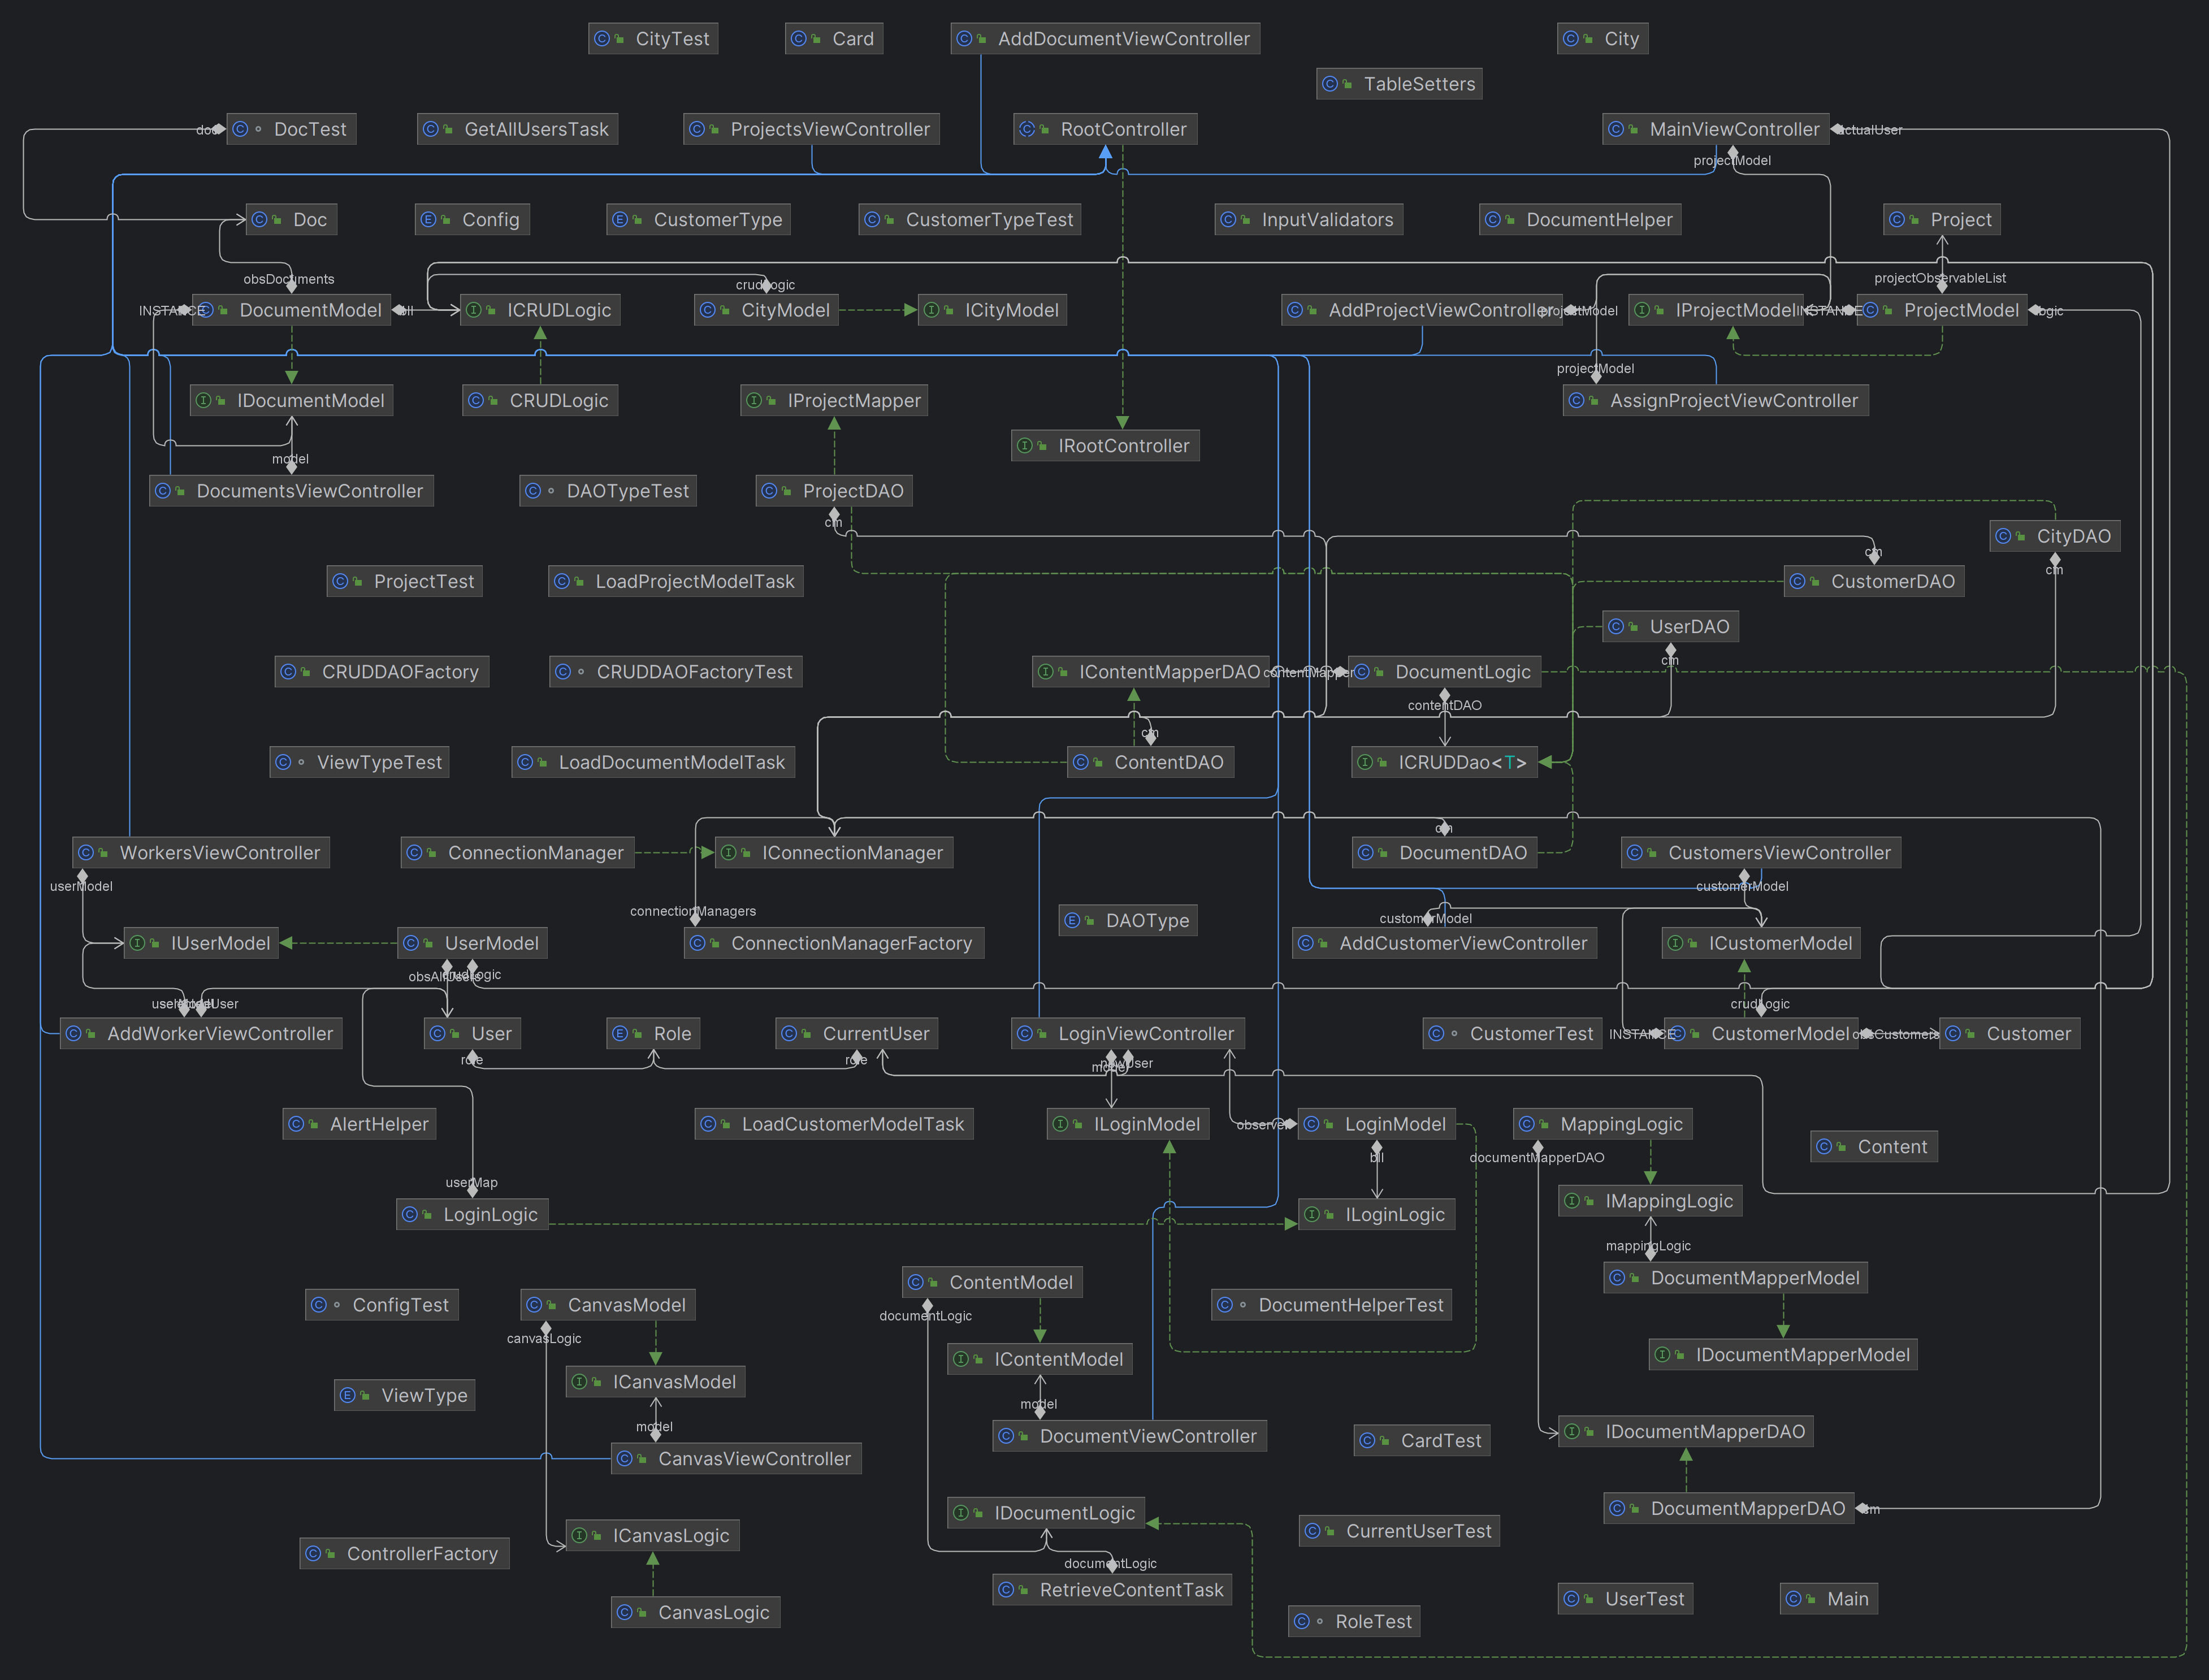 CityTest
Card
AddDocumentViewController
City
TableSetters
DocTest
GetAllUsersTask
ProjectsViewController
RootController
MainViewController
actualUser
projectModel
Doc
Config
CustomerType
CustomerTypeTest
InputValidators
DocumentHelper
Project
obsDocuments
crudLogic
projectObservableList
INSTANCE
DocumentModel
bll
ICRUDLogic
CityModel
ICityModel
AddProjectViewController
projectModel
IProjectModel
INSTANCE
ProjectModel
logic
projectModel
IDocumentModel
CRUDLogic
IProjectMapper
AssignProjectViewController
IRootController
model
DocumentsViewController
DAOTypeTest
ProjectDAO
cm
CityDAO
cm
cm
ProjectTest
LoadProjectModelTask
CustomerDAO
UserDAO
cm
CRUDDAOFactory
CRUDDAOFactoryTest
IContentMapperDAO
contentMapper
DocumentLogic
contentDAO
cm
ViewTypeTest
LoadDocumentModelTask
ContentDAO
ICRUDDao<T>
cm
WorkersViewController
ConnectionManager
IConnectionManager
DocumentDAO
CustomersViewController
userModel
customerModel
connectionManagers
DAOType
customerModel
IUserModel
UserModel
ConnectionManagerFactory
AddCustomerViewController
ICustomerModel
obsAllUsers
crudLogic
crudLogic
AddWorkerViewController
User
Role
CurrentUser
LoginViewController
CustomerTest
INSTANCE
CustomerModel
obsCustomers
Customer
role
role
model
newUser
AlertHelper
LoadCustomerModelTask
ILoginModel
observer
LoginModel
MappingLogic
Content
bll
documentMapperDAO
userMap
IMappingLogic
LoginLogic
ILoginLogic
mappingLogic
ContentModel
DocumentMapperModel
ConfigTest
CanvasModel
documentLogic
DocumentHelperTest
canvasLogic
IContentModel
IDocumentMapperModel
ICanvasModel
ViewType
model
model
DocumentViewController
CardTest
IDocumentMapperDAO
CanvasViewController
IDocumentLogic
DocumentMapperDAO
cm
ICanvasLogic
CurrentUserTest
ControllerFactory
documentLogic
RetrieveContentTask
UserTest
Main
CanvasLogic
RoleTest